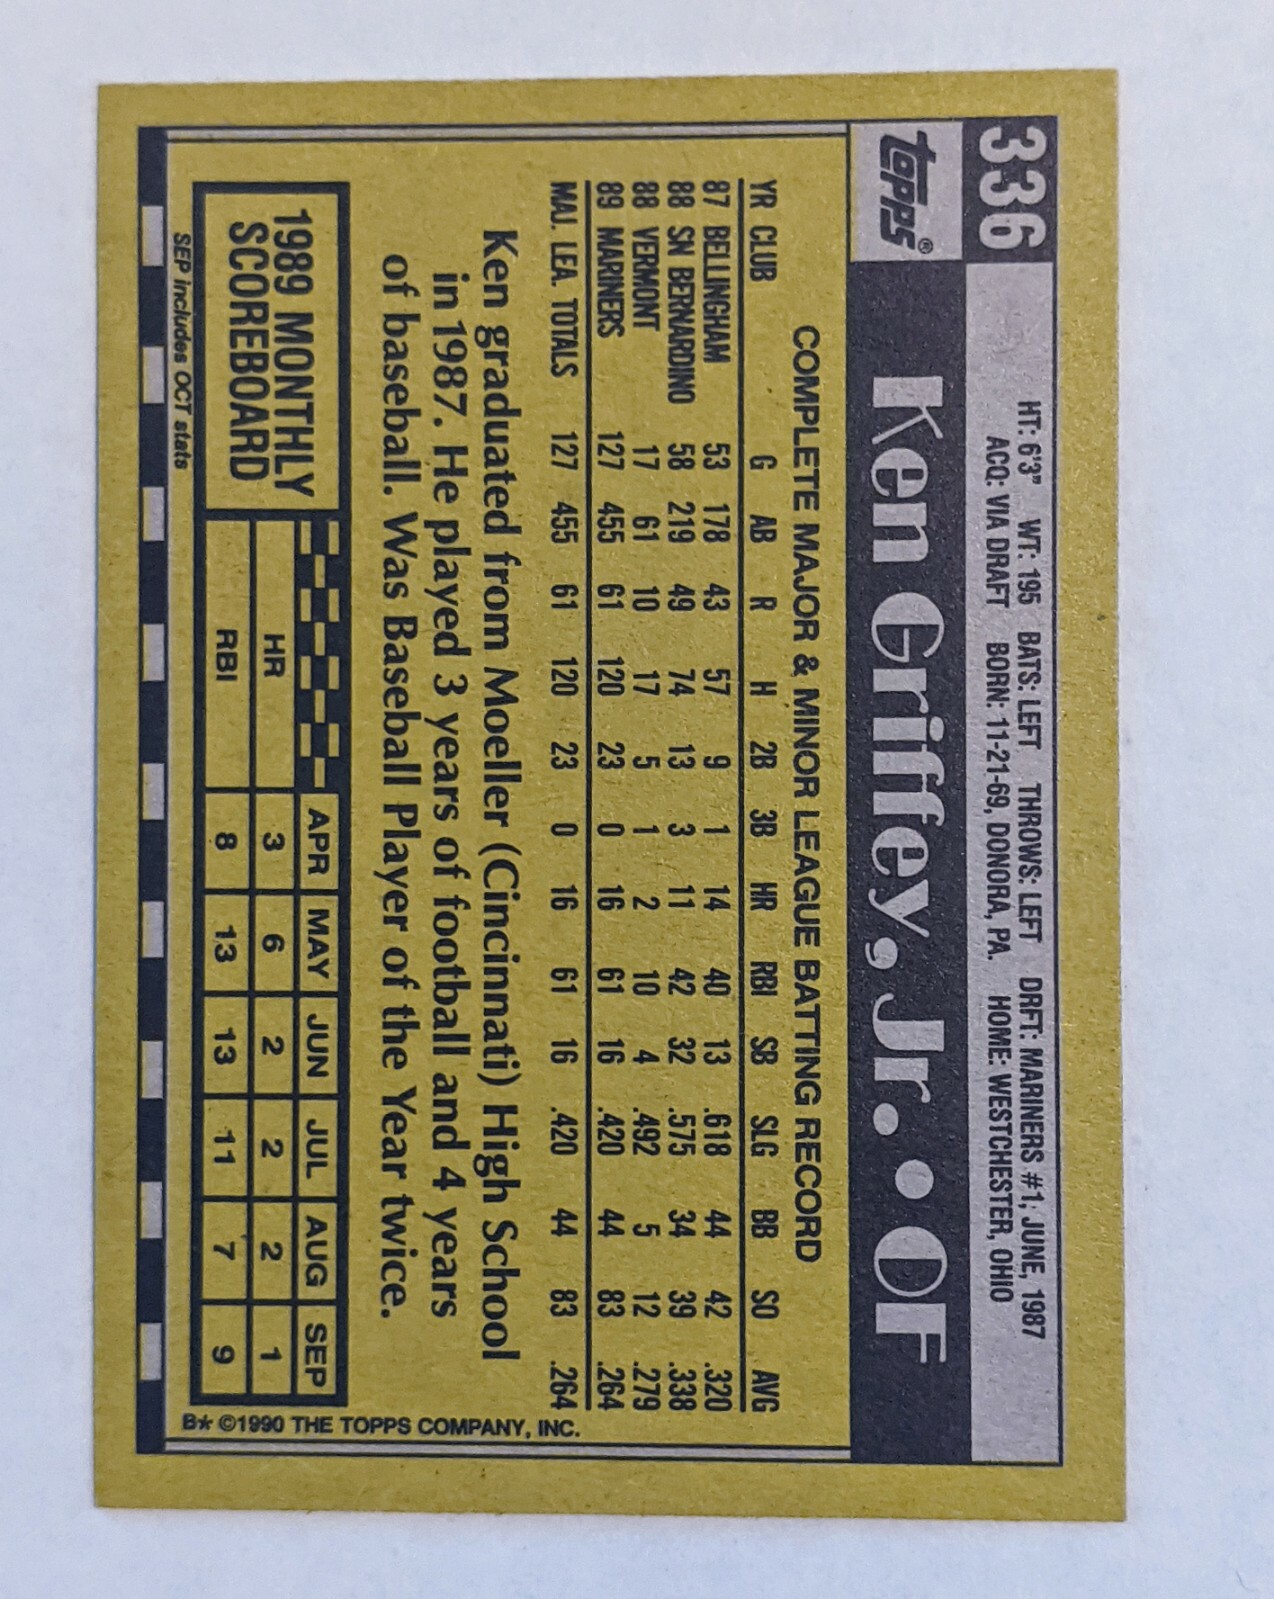 336
HT: 6'3" WT: 195 BATS: LEFT THROWS: LEFT DRFT: MARINERS #1, JUNE, 1987
ACQ: VIA DRAFT BORN: 11-21-69, DONORA, PA. HOME: WESTCHESTER, OHIO
topps® Ken Griffey, Jr. • OF
COMPLETE MAJOR & MINOR LEAGUE BATTING RECORD
YR CLUB G AB R H 2B 3B HR RBI SB SLG BB SO AVG
87 BELLINGHAM 53 178 43 57 9 1 14 40 13 .618 44 42 .320
88 SN BERNARDINO 58 219 49 74 13 3 11 42 32 .575 34 39 .338
88 VERMONT 17 61 10 17 5 1 2 10 4 .492 5 12 .279
89 MARINERS 127 455 61 120 23 0 16 61 16 .420 44 83 .264
MAJ. LEA. TOTALS 127 455 61 120 23 0 16 61 16 .420 44 83 .264
Ken graduated from Moeller (Cincinnati) High School
in 1987. He played 3 years of football and 4 years
of baseball. Was Baseball Player of the Year twice.
1989 MONTHLY
SCOREBOARD
APR MAY JUN JUL AUG SEP
HR 3 6 2 2 2 1
RBI 8 13 13 11 7 9
SEP includes OCT stats
B* ©1990 THE TOPPS COMPANY, INC.